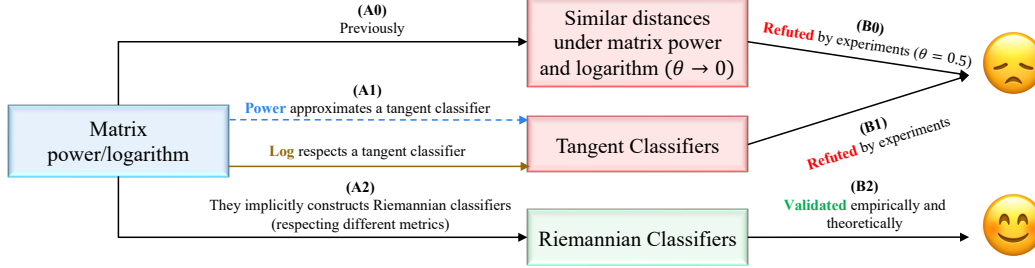 (A0)
Previously
Similar distances
under matrix power
and logarithm (θ → 0)
(B0)
Refuted by experiments (θ = 0.5)
Matrix
power/logarithm
(A1)
Power approximates a tangent classifier
Log respects a tangent classifier
Tangent Classifiers
(B1)
Refuted by experiments
(A2)
They implicitly constructs Riemannian classifiers
(respecting different metrics)
Riemannian Classifiers
(B2)
Validated empirically and
theoretically